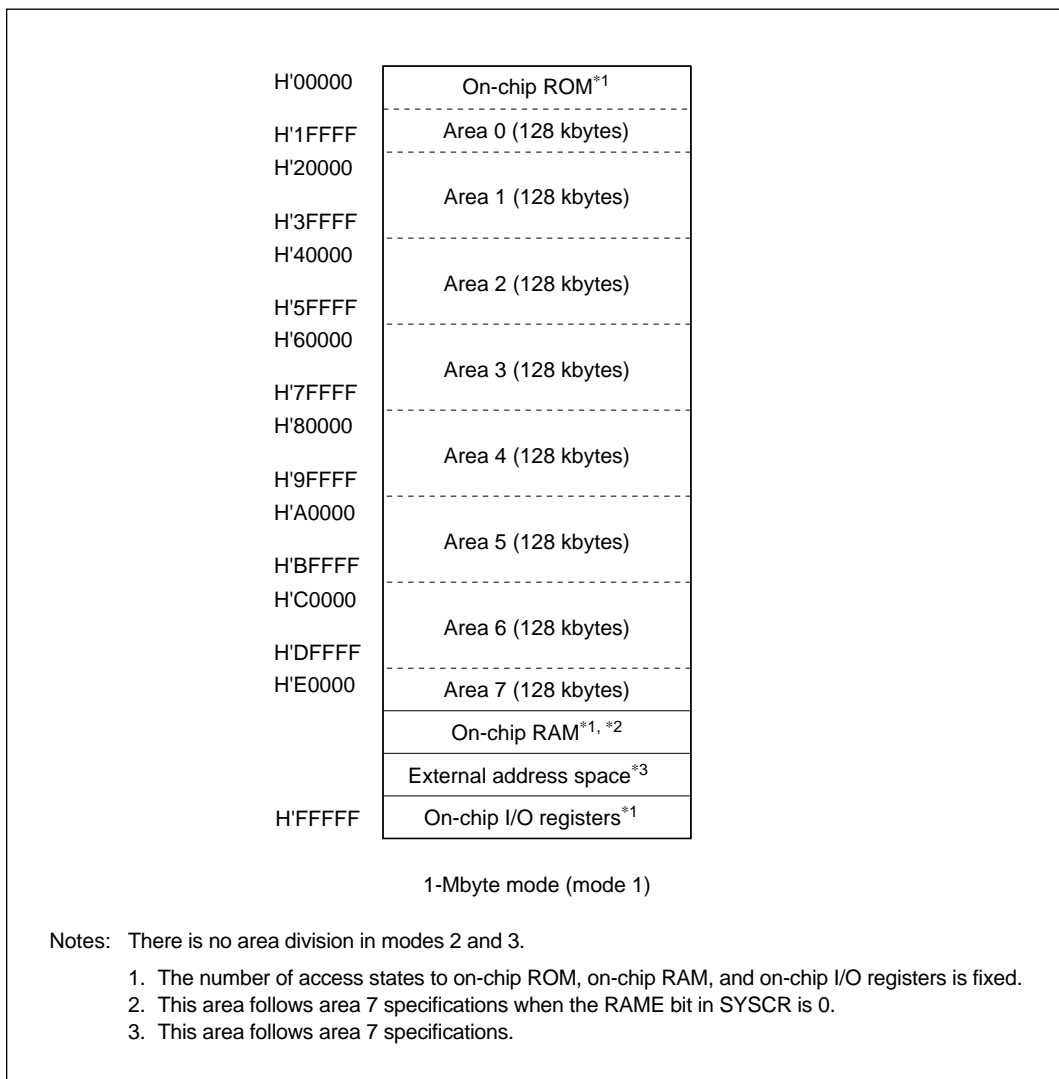 H'00000
On-chip ROM*1
H'1FFFF
Area 0 (128 kbytes)
H'20000
Area 1 (128 kbytes)
H'3FFFF
H'40000
Area 2 (128 kbytes)
H'5FFFF
H'60000
Area 3 (128 kbytes)
H'7FFFF
H'80000
Area 4 (128 kbytes)
H'9FFFF
H'A0000
Area 5 (128 kbytes)
H'BFFFF
H'C0000
Area 6 (128 kbytes)
H'DFFFF
H'E0000
Area 7 (128 kbytes)
On-chip RAM*1, *2
External address space*3
H'FFFFF
On-chip I/O registers*1
1-Mbyte mode (mode 1)
Notes: There is no area division in modes 2 and 3.
1. The number of access states to on-chip ROM, on-chip RAM, and on-chip I/O registers is fixed.
2. This area follows area 7 specifications when the RAME bit in SYSCR is 0.
3. This area follows area 7 specifications.